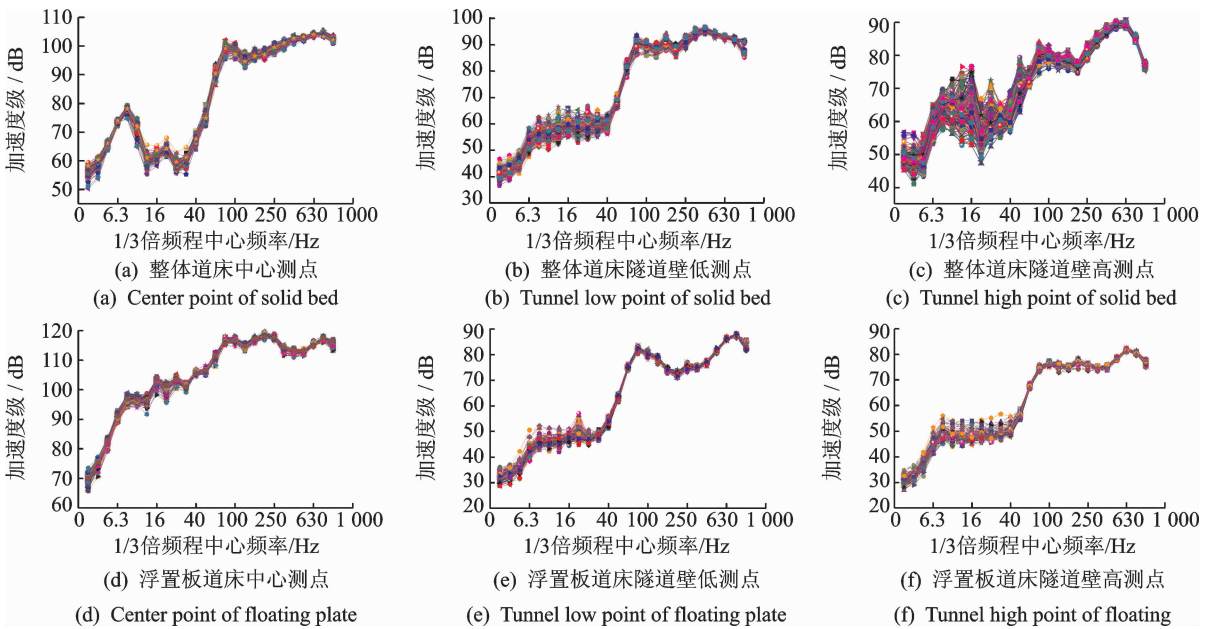 加速度级 / dB
110
100
90
80
70
60
50
0 6.3 16 40 100 250 630 1 000
1/3倍频程中心频率/Hz
(a) 整体道床中心测点
(a) Center point of solid bed
加速度级 / dB
100
90
80
70
60
50
40
30
0 6.3 16 40 100 250 630 1 000
1/3倍频程中心频率/Hz
(b) 整体道床隧道壁低测点
(b) Tunnel low point of solid bed
加速度级 / dB
90
80
70
60
50
40
0 6.3 16 40 100 250 630 1 000
1/3倍频程中心频率/Hz
(c) 整体道床隧道壁高测点
(c) Tunnel high point of solid bed
加速度级 / dB
120
110
100
90
80
70
60
0 6.3 16 40 100 250 630 1 000
1/3倍频程中心频率/Hz
(d) 浮置板道床中心测点
(d) Center point of floating plate
加速度级 / dB
90
80
70
60
50
40
30
20
0 6.3 16 40 100 250 630 1 000
1/3倍频程中心频率/Hz
(e) 浮置板道床隧道壁低测点
(e) Tunnel low point of floating plate
加速度级 / dB
90
80
70
60
50
40
30
20
0 6.3 16 40 100 250 630 1 000
1/3倍频程中心频率/Hz
(f) 浮置板道床隧道壁高测点
(f) Tunnel high point of floating